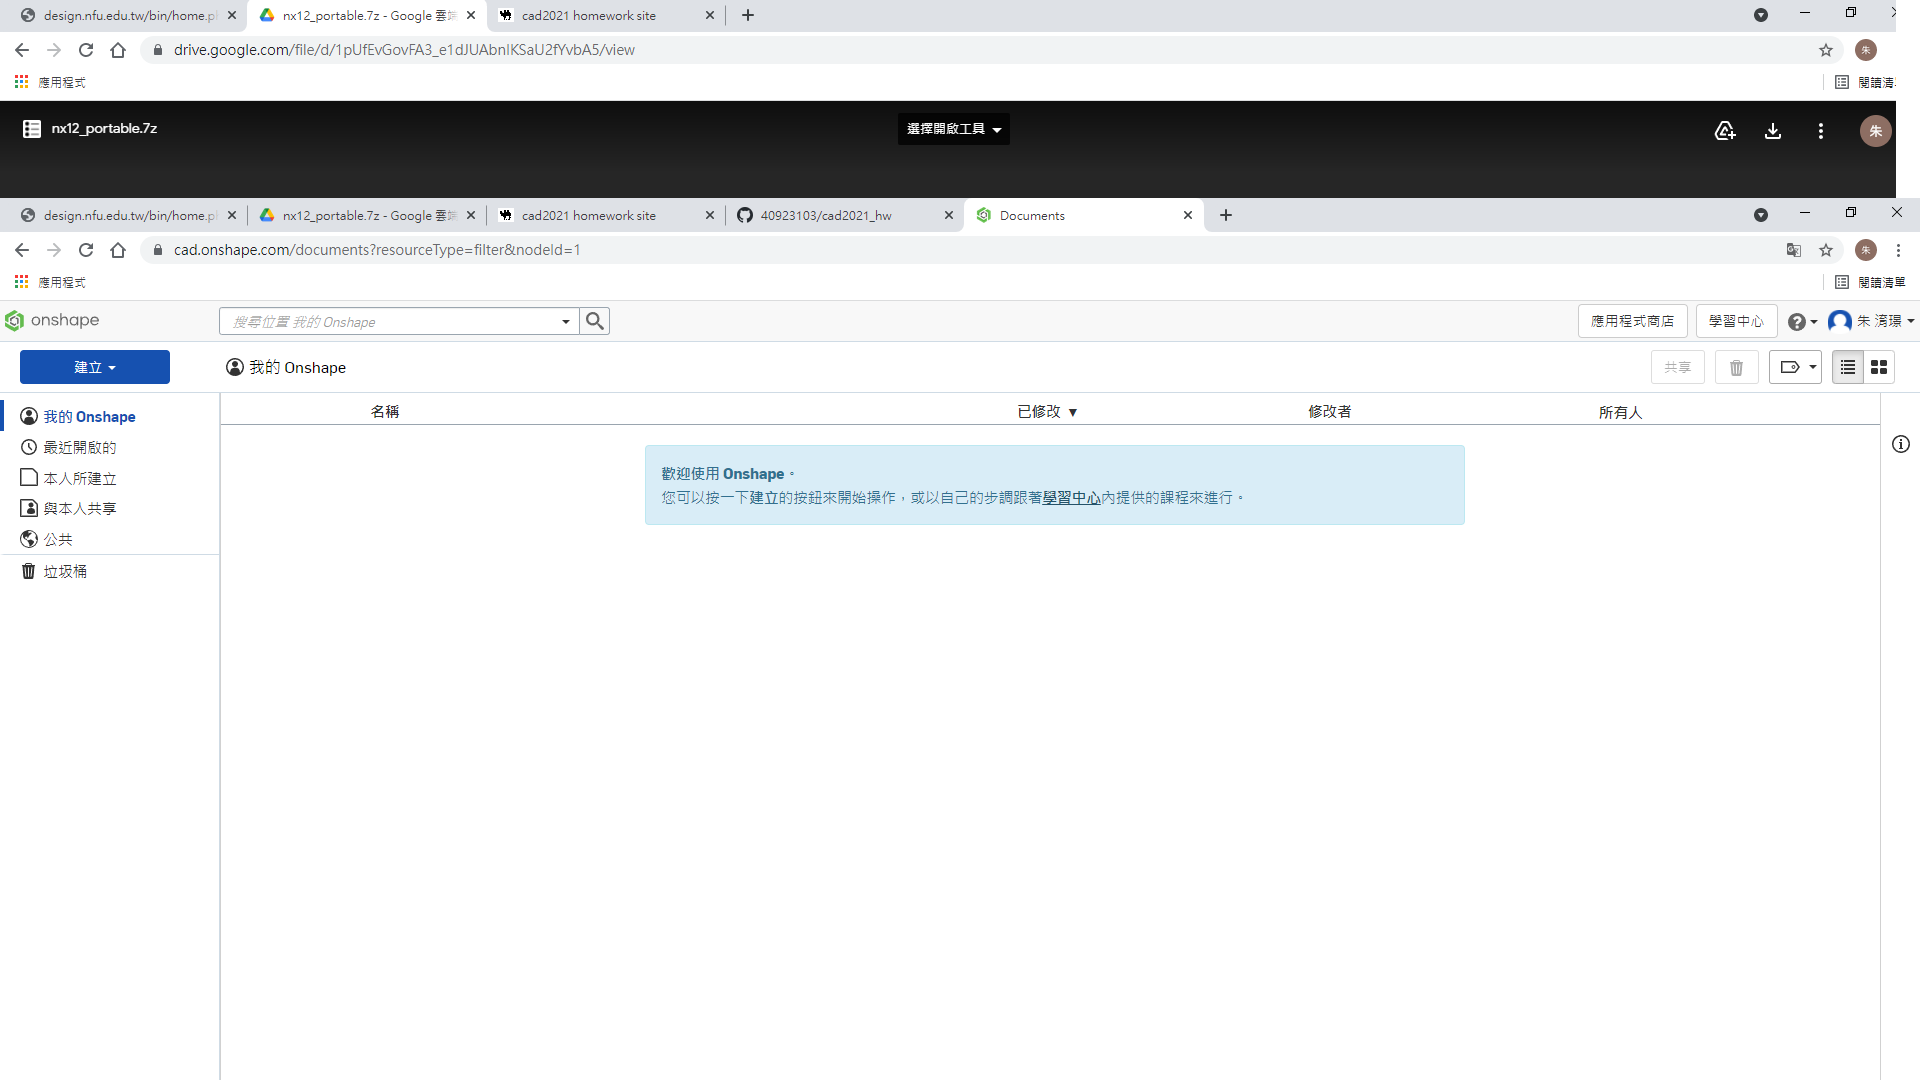 design.nfu.edu.tw/bin/home.p
nx12_portable.7z - Google 雲端
cad2021 homework site
drive.google.com/file/d/1pUfEvGovFA3_e1dJUAbnIKSaU2fYvbA5/view
朱
應用程式
閱讀清
nx12_portable.7z
選擇開啟工具
朱
design.nfu.edu.tw/bin/home.p
nx12_portable.7z - Google 雲端
cad2021 homework site
40923103/cad2021_hw
Documents
cad.onshape.com/documents?resourceType=filter&nodeId=1
朱
應用程式
閱讀清單
onshape
搜尋位置 我的 Onshape
應用程式商店
學習中心
朱 淯環
建立
我的 Onshape
共享
我的 Onshape
最近開啟的
本人所建立
與本人共享
公共
垃圾桶
名稱
已修改 ▼
修改者
所有人
歡迎使用 Onshape。
您可以按一下建立的按鈕來開始操作，或以自己的步調跟著學習中心內提供的課程來進行。